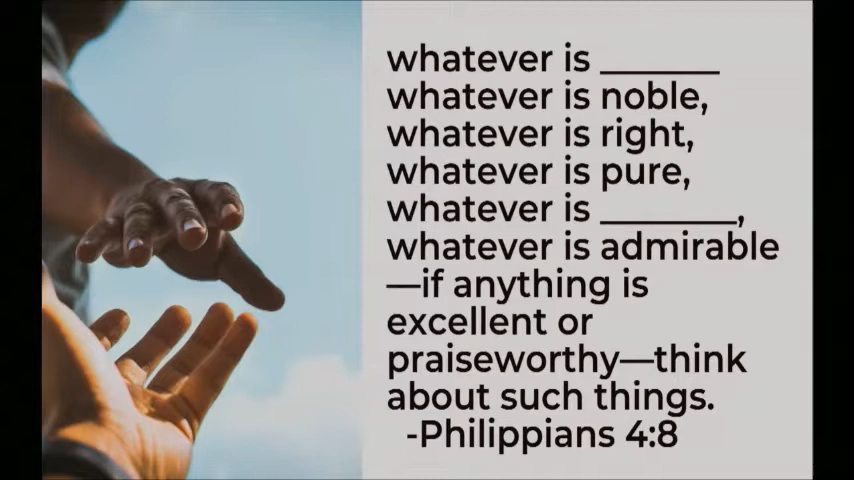 whatever is ______
whatever is noble,
whatever is right,
whatever is pure,
whatever is _______,
whatever is admirable
—if anything is
excellent or
praiseworthy—think
about such things.
-Philippians 4:8